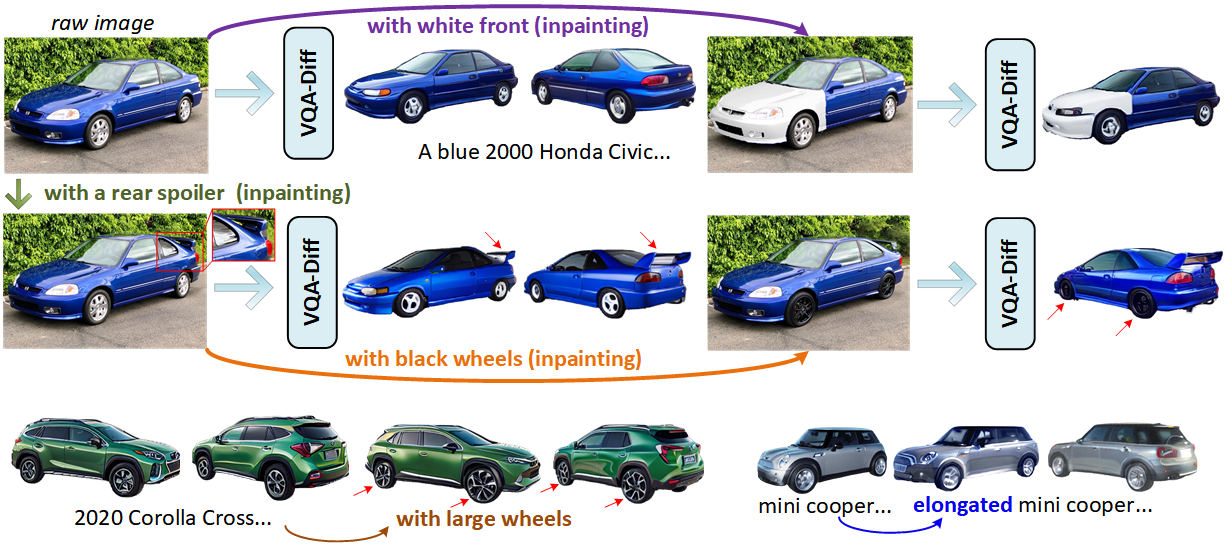 raw image
with white front (inpainting)
VQA-Diff
VQA-Diff
A blue 2000 Honda Civic...
with a rear spoiler (inpainting)
VQA-Diff
VQA-Diff
with black wheels (inpainting)
2020 Corolla Cross...
with large wheels
mini cooper...
elongated mini cooper...